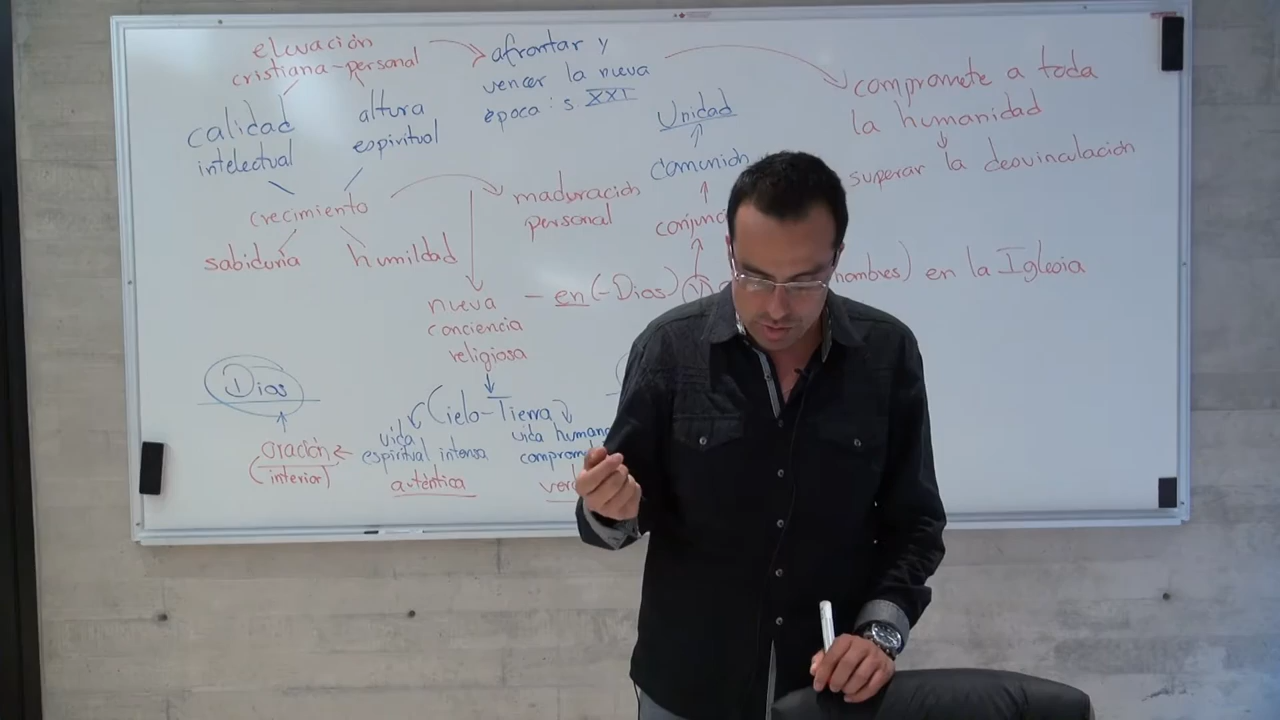 elevación
cristiana-personal
afrontar y
vencer la nueva
época: s. XXI
compromete a toda
la humanidad
superar la desvinculación
calidad
intelectual
altura
espiritual
Unidad
comunión
crecimiento
maduración
personal
sabiduría
humildad
nueva
conciencia
religiosa
- en (-Dios) (y
hombres) en la Iglesia
Dios
Cielo-Tierra
vida
espiritual intensa
auténtica
vida humana
oración
(interior)